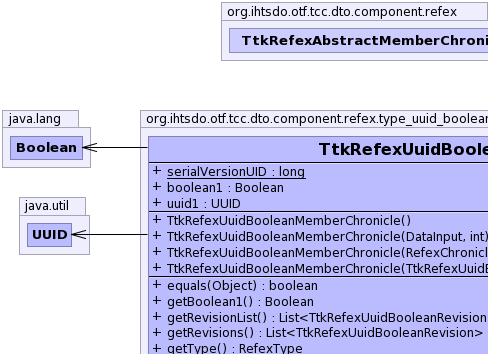 org.ihtsdo.otf.tcc.dto.component.refex
TtkRefexAbstractMemberChroni
java.lang
Boolean
java.util
UUID
org.ihtsdo.otf.tcc.dto.component.refex.type_uuid_boolean
TtkRefexUuidBoole
+ serialVersionUID : long
+ boolean1 : Boolean
+ uuid1 : UUID
+ TtkRefexUuidBooleanMemberChronicle()
+ TtkRefexUuidBooleanMemberChronicle(DataInput, int)
+ TtkRefexUuidBooleanMemberChronicle(RefexChronicl
+ TtkRefexUuidBooleanMemberChronicle(TtkRefexUuidB
+ equals(Object) : boolean
+ getBoolean1() : Boolean
+ getRevisionList() : List<TtkRefexUuidBooleanRevision
+ getRevisions() : List<TtkRefexUuidBooleanRevision>
+ getType() : RefexType